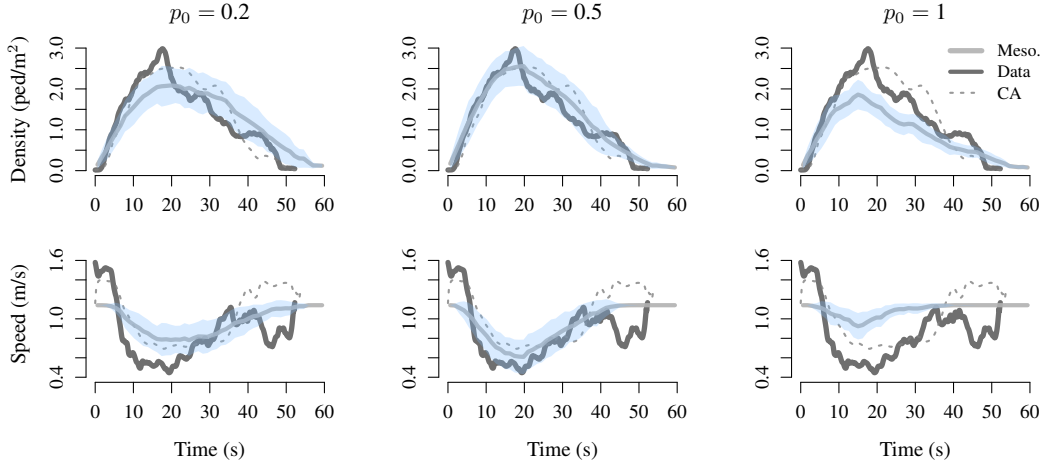 p₀ = 0.2 p₀ = 0.5 p₀ = 1
Density (ped/m²)
3.0 3.0 3.0
2.0 2.0 2.0
1.0 1.0 1.0
0.0 0.0 0.0
Meso.
Data
CA
0 10 20 30 40 50 60 0 10 20 30 40 50 60 0 10 20 30 40 50 60
Speed (m/s)
1.6 1.6 1.6
1.0 1.0 1.0
0.4 0.4 0.4
0 10 20 30 40 50 60 0 10 20 30 40 50 60 0 10 20 30 40 50 60
Time (s) Time (s) Time (s)